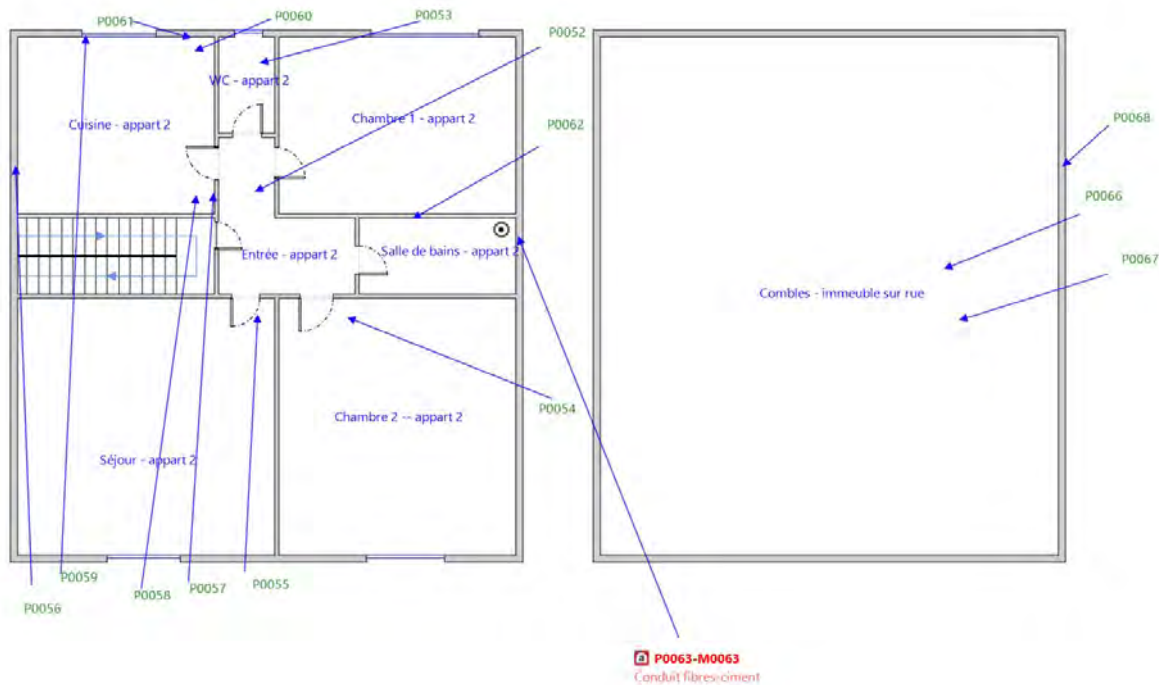 P0061
P0060
P0053
P0052
WC - appart 2
Cuisine - appart 2
Chambre 1 - appart 2
P0062
P0068
P0066
Entrée - appart 2
Salle de bains - appart 2
P0067
Combles - immeuble sur rue
P0054
Chambre 2 -- appart 2
Séjour - appart 2
P0059
P0055
P0057
P0058
P0056
a P0063-M0063
Conduit fibres-ciment